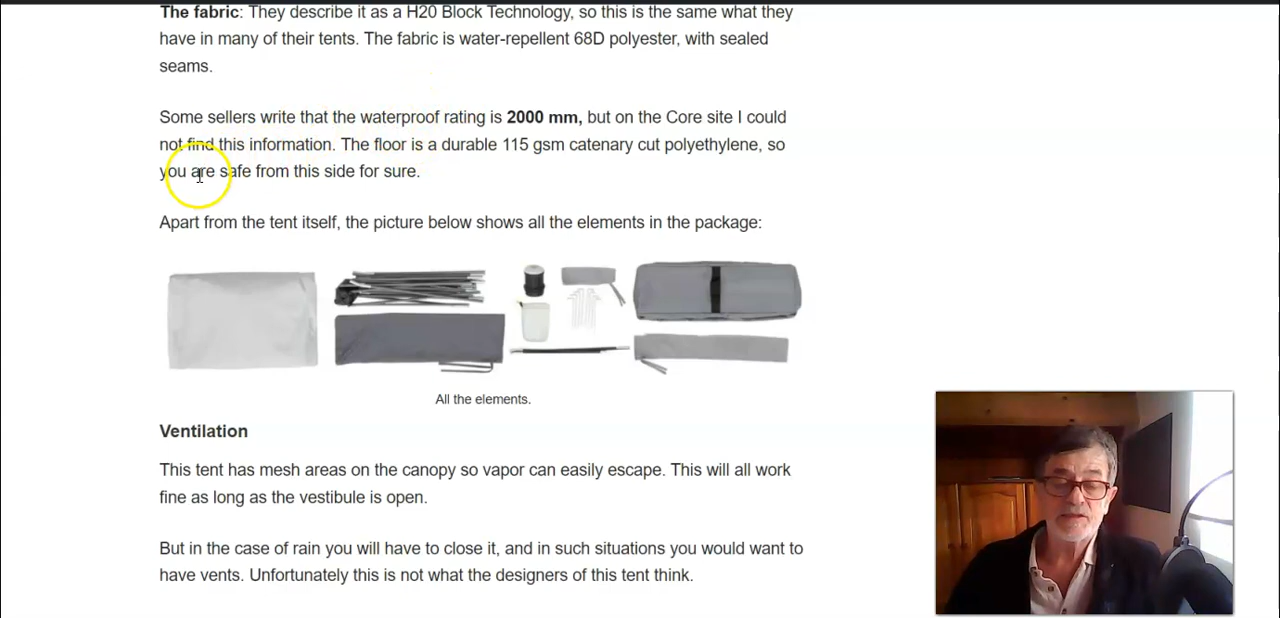 The fabric: They describe it as a H20 Block Technology, so this is the same what they
have in many of their tents. The fabric is water-repellent 68D polyester, with sealed
seams.
Some sellers write that the waterproof rating is 2000 mm, but on the Core site I could
not find this information. The floor is a durable 115 gsm catenary cut polyethylene, so
you are safe from this side for sure.
Apart from the tent itself, the picture below shows all the elements in the package:
All the elements.
Ventilation
This tent has mesh areas on the canopy so vapor can easily escape. This will all work
fine as long as the vestibule is open.
But in the case of rain you will have to close it, and in such situations you would want to
have vents. Unfortunately this is not what the designers of this tent think.